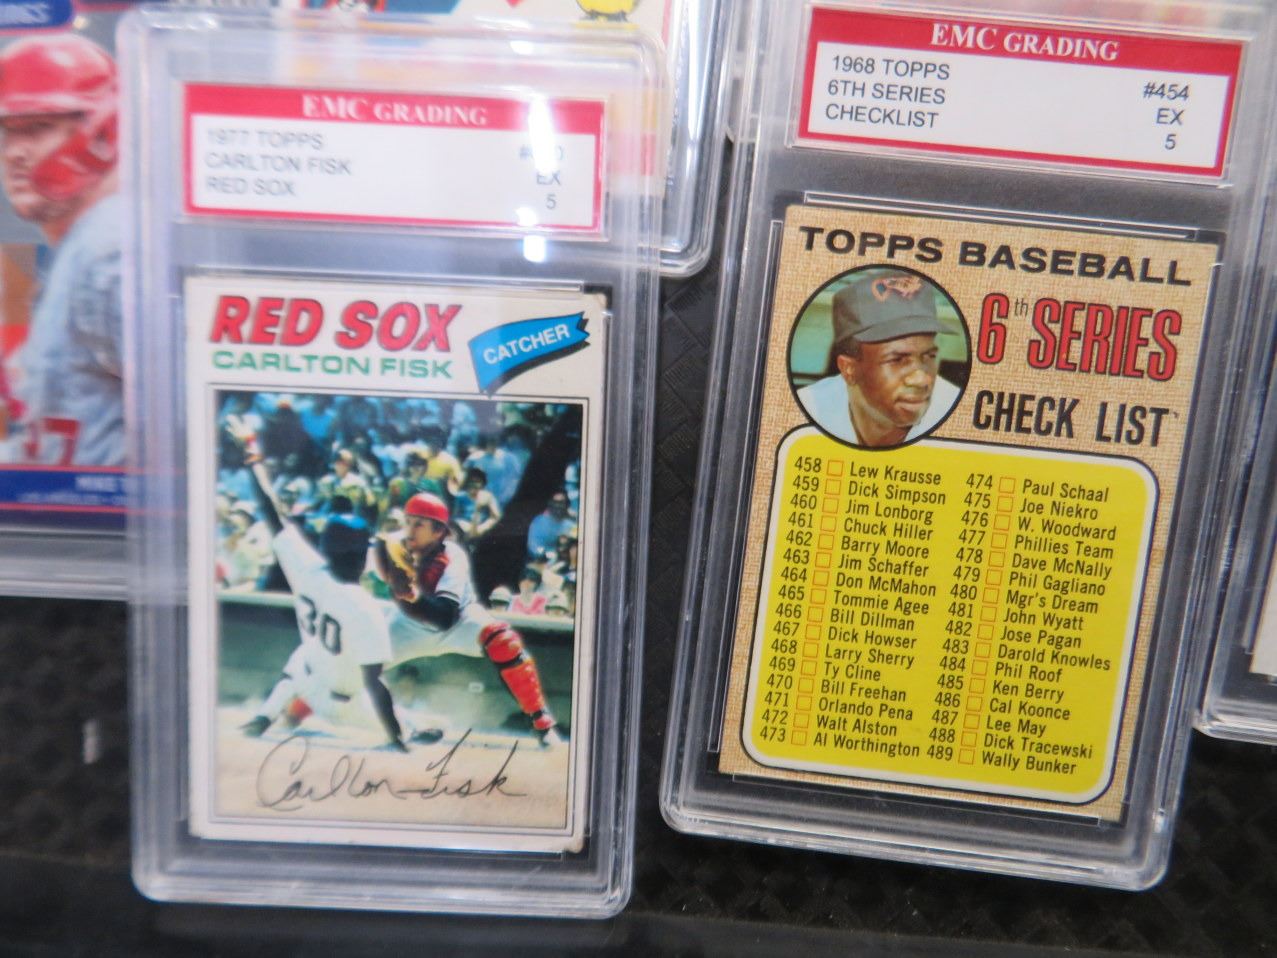 EMC GRADING
1977 TOPPS
CARLTON FISK EX
RED SOX 5
RED SOX
CARLTON FISK
CATCHER
30
Carlton Fisk
EMC GRADING
1968 TOPPS #454
6TH SERIES EX
CHECKLIST 5
TOPPS BASEBALL
6th SERIES
CHECK LIST
458 Lew Krausse
459 Dick Simpson
460 Jim Lonborg
461 Chuck Hiller
462 Barry Moore
463 Jim Schaffer
464 Don McMahon
465 Tommie Agee
466 Bill Dillman
467 Dick Howser
468 Larry Sherry
469 Ty Cline
470 Bill Freehan
471 Orlando Pena
472 Walt Alston
473 Al Worthington
474 Paul Schaal
475 Joe Niekro
476 W. Woodward
477 Phillies Team
478 Dave McNally
479 Phil Gagliano
480 Mgr's Dream
481 John Wyatt
482 Jose Pagan
483 Darold Knowles
484 Phil Roof
485 Ken Berry
486 Cal Koonce
487 Lee May
488 Dick Tracewski
489 Wally Bunker